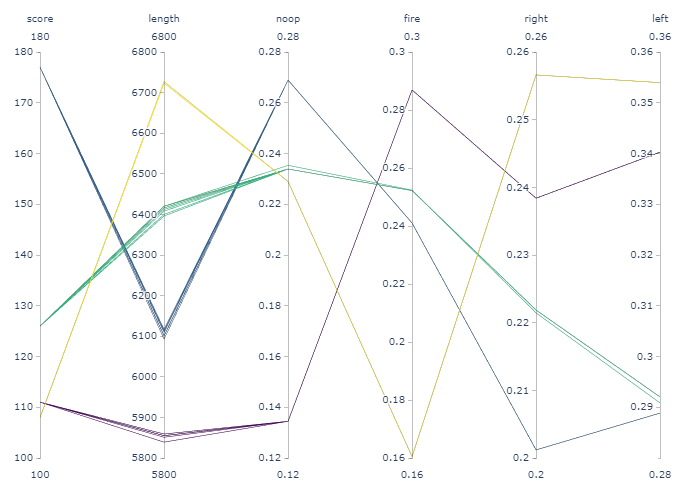 score length noop fire right left
180 6800 0.28 0.3 0.26 0.36
180 6800 0.28 0.3 0.26 0.36
170 6700 0.26 0.28 0.25 0.35
160 6600 0.24 0.26 0.24 0.34
150 6500 0.22 0.24 0.23 0.33
140 6400 0.2 0.22 0.22 0.32
130 6300 0.18 0.2 0.21 0.31
120 6200 0.16 0.18 0.2 0.3
110 6100 0.14 0.16 0.29
100 6000 0.12 0.28
5900
5800
100 5800 0.12 0.16 0.2 0.28